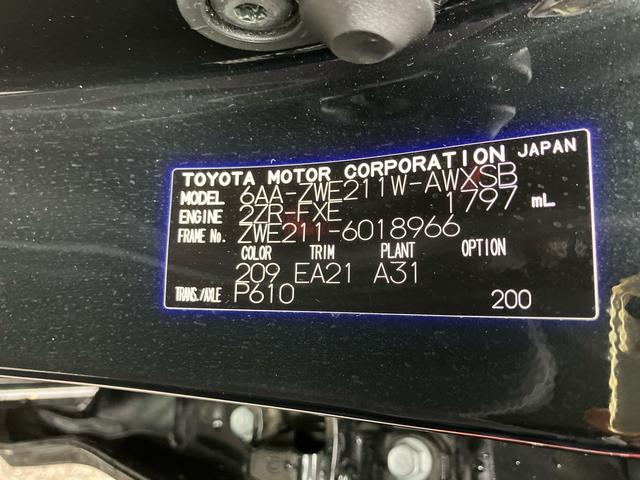 TOYOTA MOTOR CORPORATION JAPAN
MODEL 6AA-ZWE211W-AWXSB
ENGINE 2ZR-FXE 1797 mL.
FRAME No. ZWE211-6018966
COLOR TRIM PLANT OPTION
209 EA21 A31
TRANS./AXLE P610 200